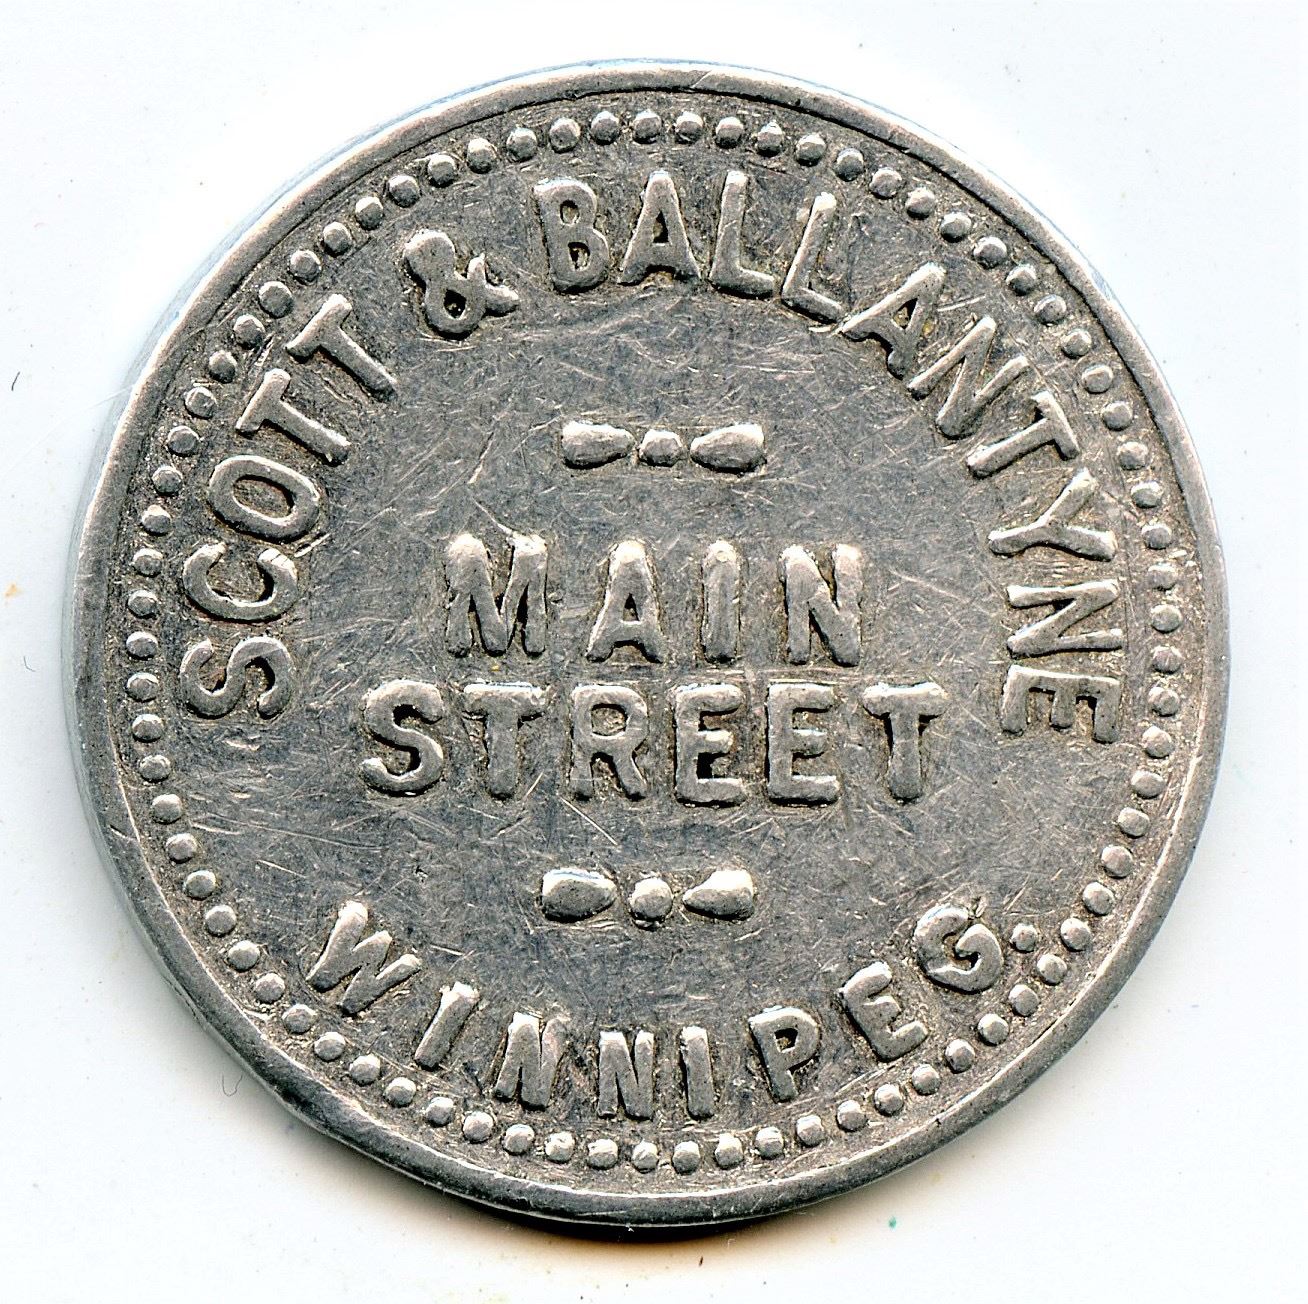 SCOTT & BALLANTYNE
MAIN
STREET
WINNIPEG.